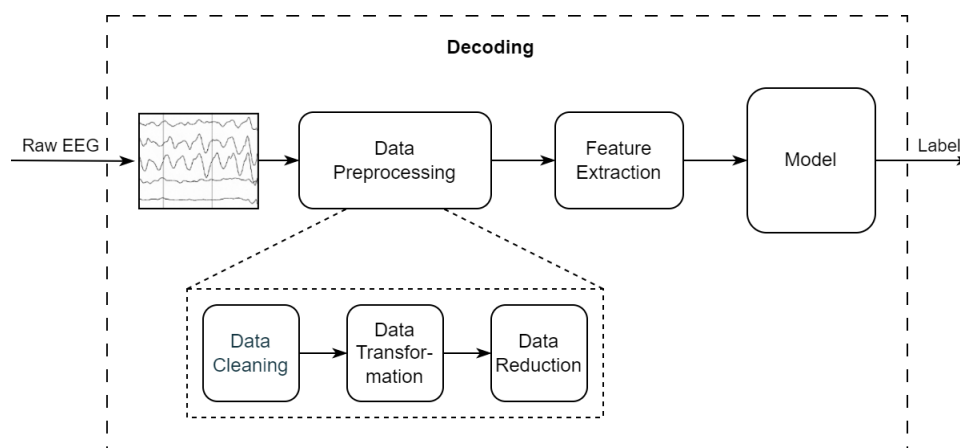 Decoding
Raw EEG
Data
Preprocessing
Feature
Extraction
Model
Label
Data
Cleaning
Data
Transfor-
mation
Data
Reduction